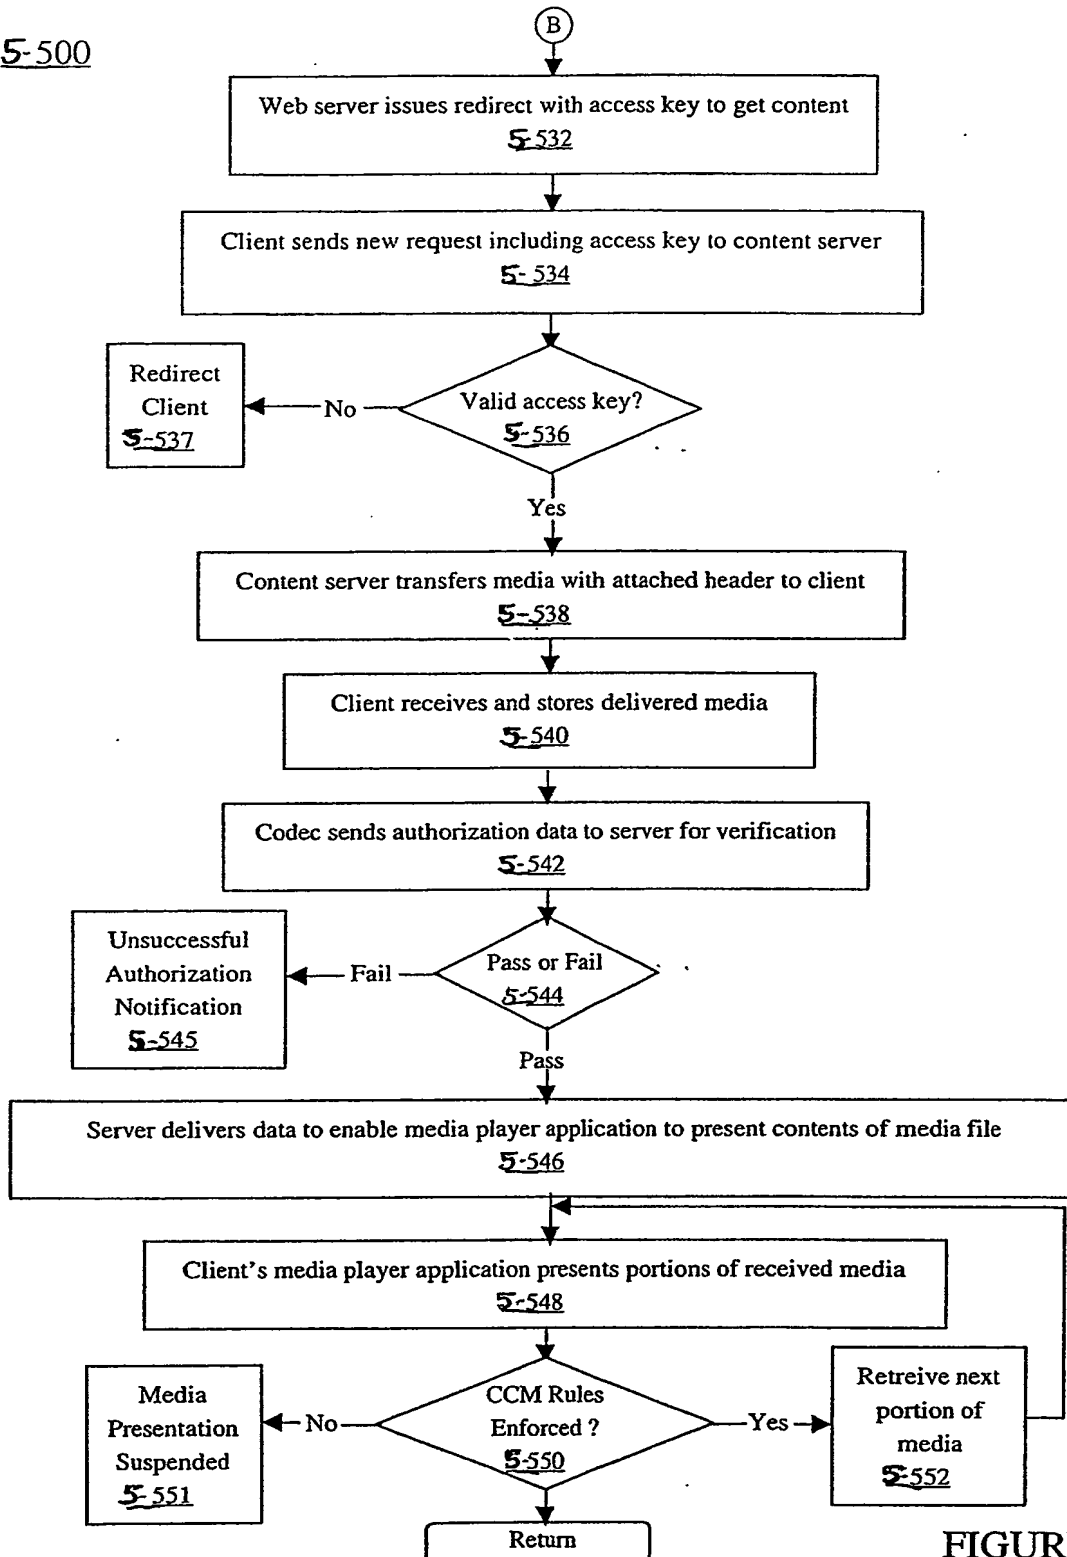 B
5-500
Web server issues redirect with access key to get content
5-532
Client sends new request including access key to content server
5-534
Redirect
Client
5-537
No
Valid access key?
5-536
Yes
Content server transfers media with attached header to client
5-538
Client receives and stores delivered media
5-540
Codec sends authorization data to server for verification
5-542
Unsuccessful
Authorization
Notification
5-545
Fail
Pass or Fail
5-544
Pass
Server delivers data to enable media player application to present contents of media file
5-546
Client's media player application presents portions of received media
5-548
Media
Presentation
Suspended
5-551
No
CCM Rules
Enforced ?
5-550
Yes
Retreive next
portion of
media
5-552
Return
FIGUR